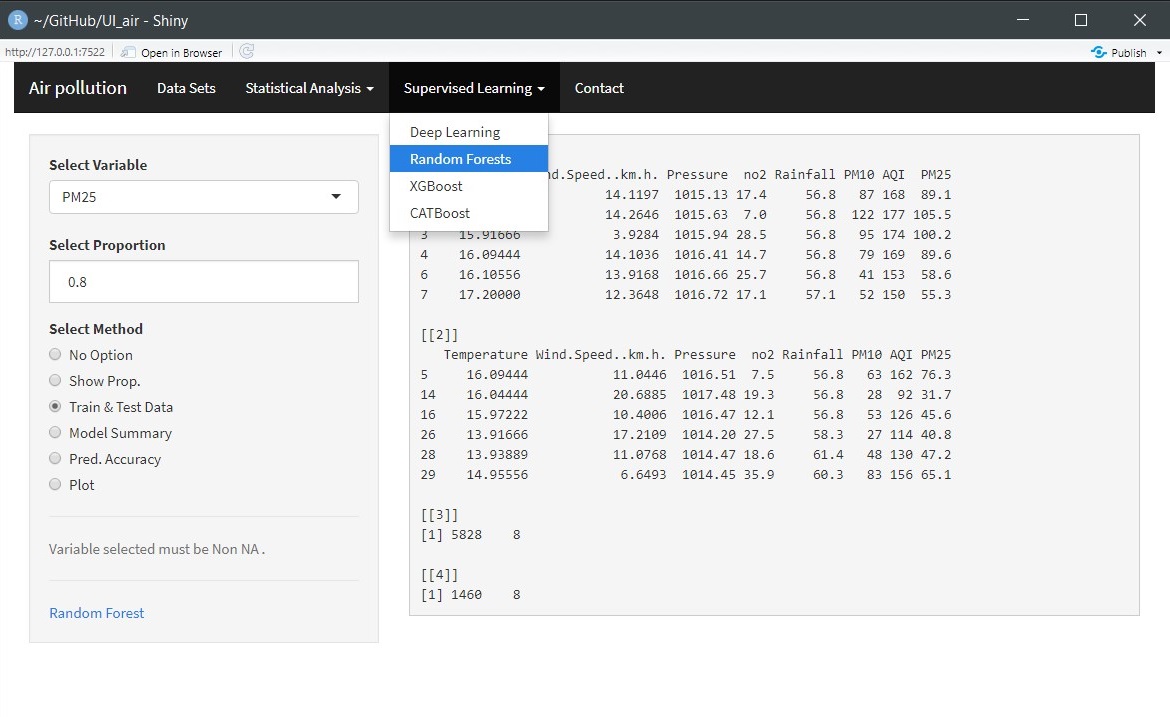 R ~/GitHub/UI_air - Shiny
http://127.0.0.1:7522 Open in Browser Publish
Air pollution Data Sets Statistical Analysis Supervised Learning Contact
Deep Learning
Random Forests
XGBoost
CATBoost
Select Variable
PM25
Select Proportion
0.8
Select Method
No Option
Show Prop.
Train & Test Data
Model Summary
Pred. Accuracy
Plot
Variable selected must be Non NA .
Random Forest
nd.Speed..km.h. Pressure no2 Rainfall PM10 AQI PM25
14.1197 1015.13 17.4 56.8 87 168 89.1
14.2646 1015.63 7.0 56.8 122 177 105.5
3 15.91666 3.9284 1015.94 28.5 56.8 95 174 100.2
4 16.09444 14.1036 1016.41 14.7 56.8 79 169 89.6
6 16.10556 13.9168 1016.66 25.7 56.8 41 153 58.6
7 17.20000 12.3648 1016.72 17.1 57.1 52 150 55.3
[[2]]
Temperature Wind.Speed..km.h. Pressure no2 Rainfall PM10 AQI PM25
5 16.09444 11.0446 1016.51 7.5 56.8 63 162 76.3
14 16.04444 20.6885 1017.48 19.3 56.8 28 92 31.7
16 15.97222 10.4006 1016.47 12.1 56.8 53 126 45.6
26 13.91666 17.2109 1014.20 27.5 58.3 27 114 40.8
28 13.93889 11.0768 1014.47 18.6 61.4 48 130 47.2
29 14.95556 6.6493 1014.45 35.9 60.3 83 156 65.1
[[3]]
[1] 5828 8
[[4]]
[1] 1460 8